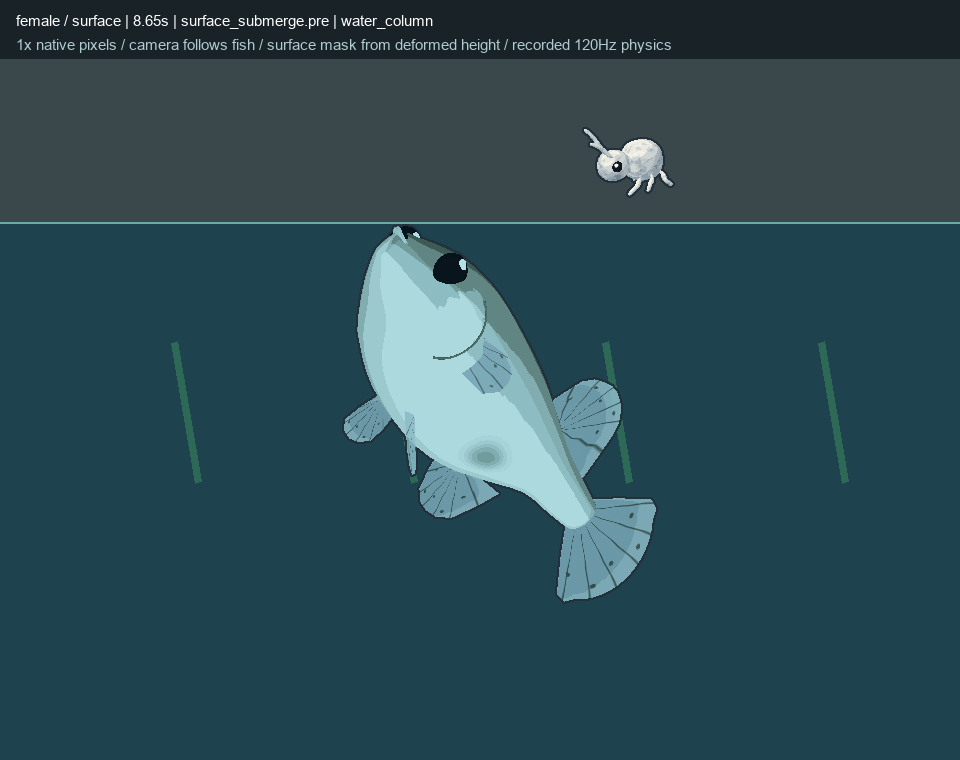 female / surface | 8.65s | surface_submerge.pre | water_column
1x native pixels / camera follows fish / surface mask from deformed height / recorded 120Hz physics